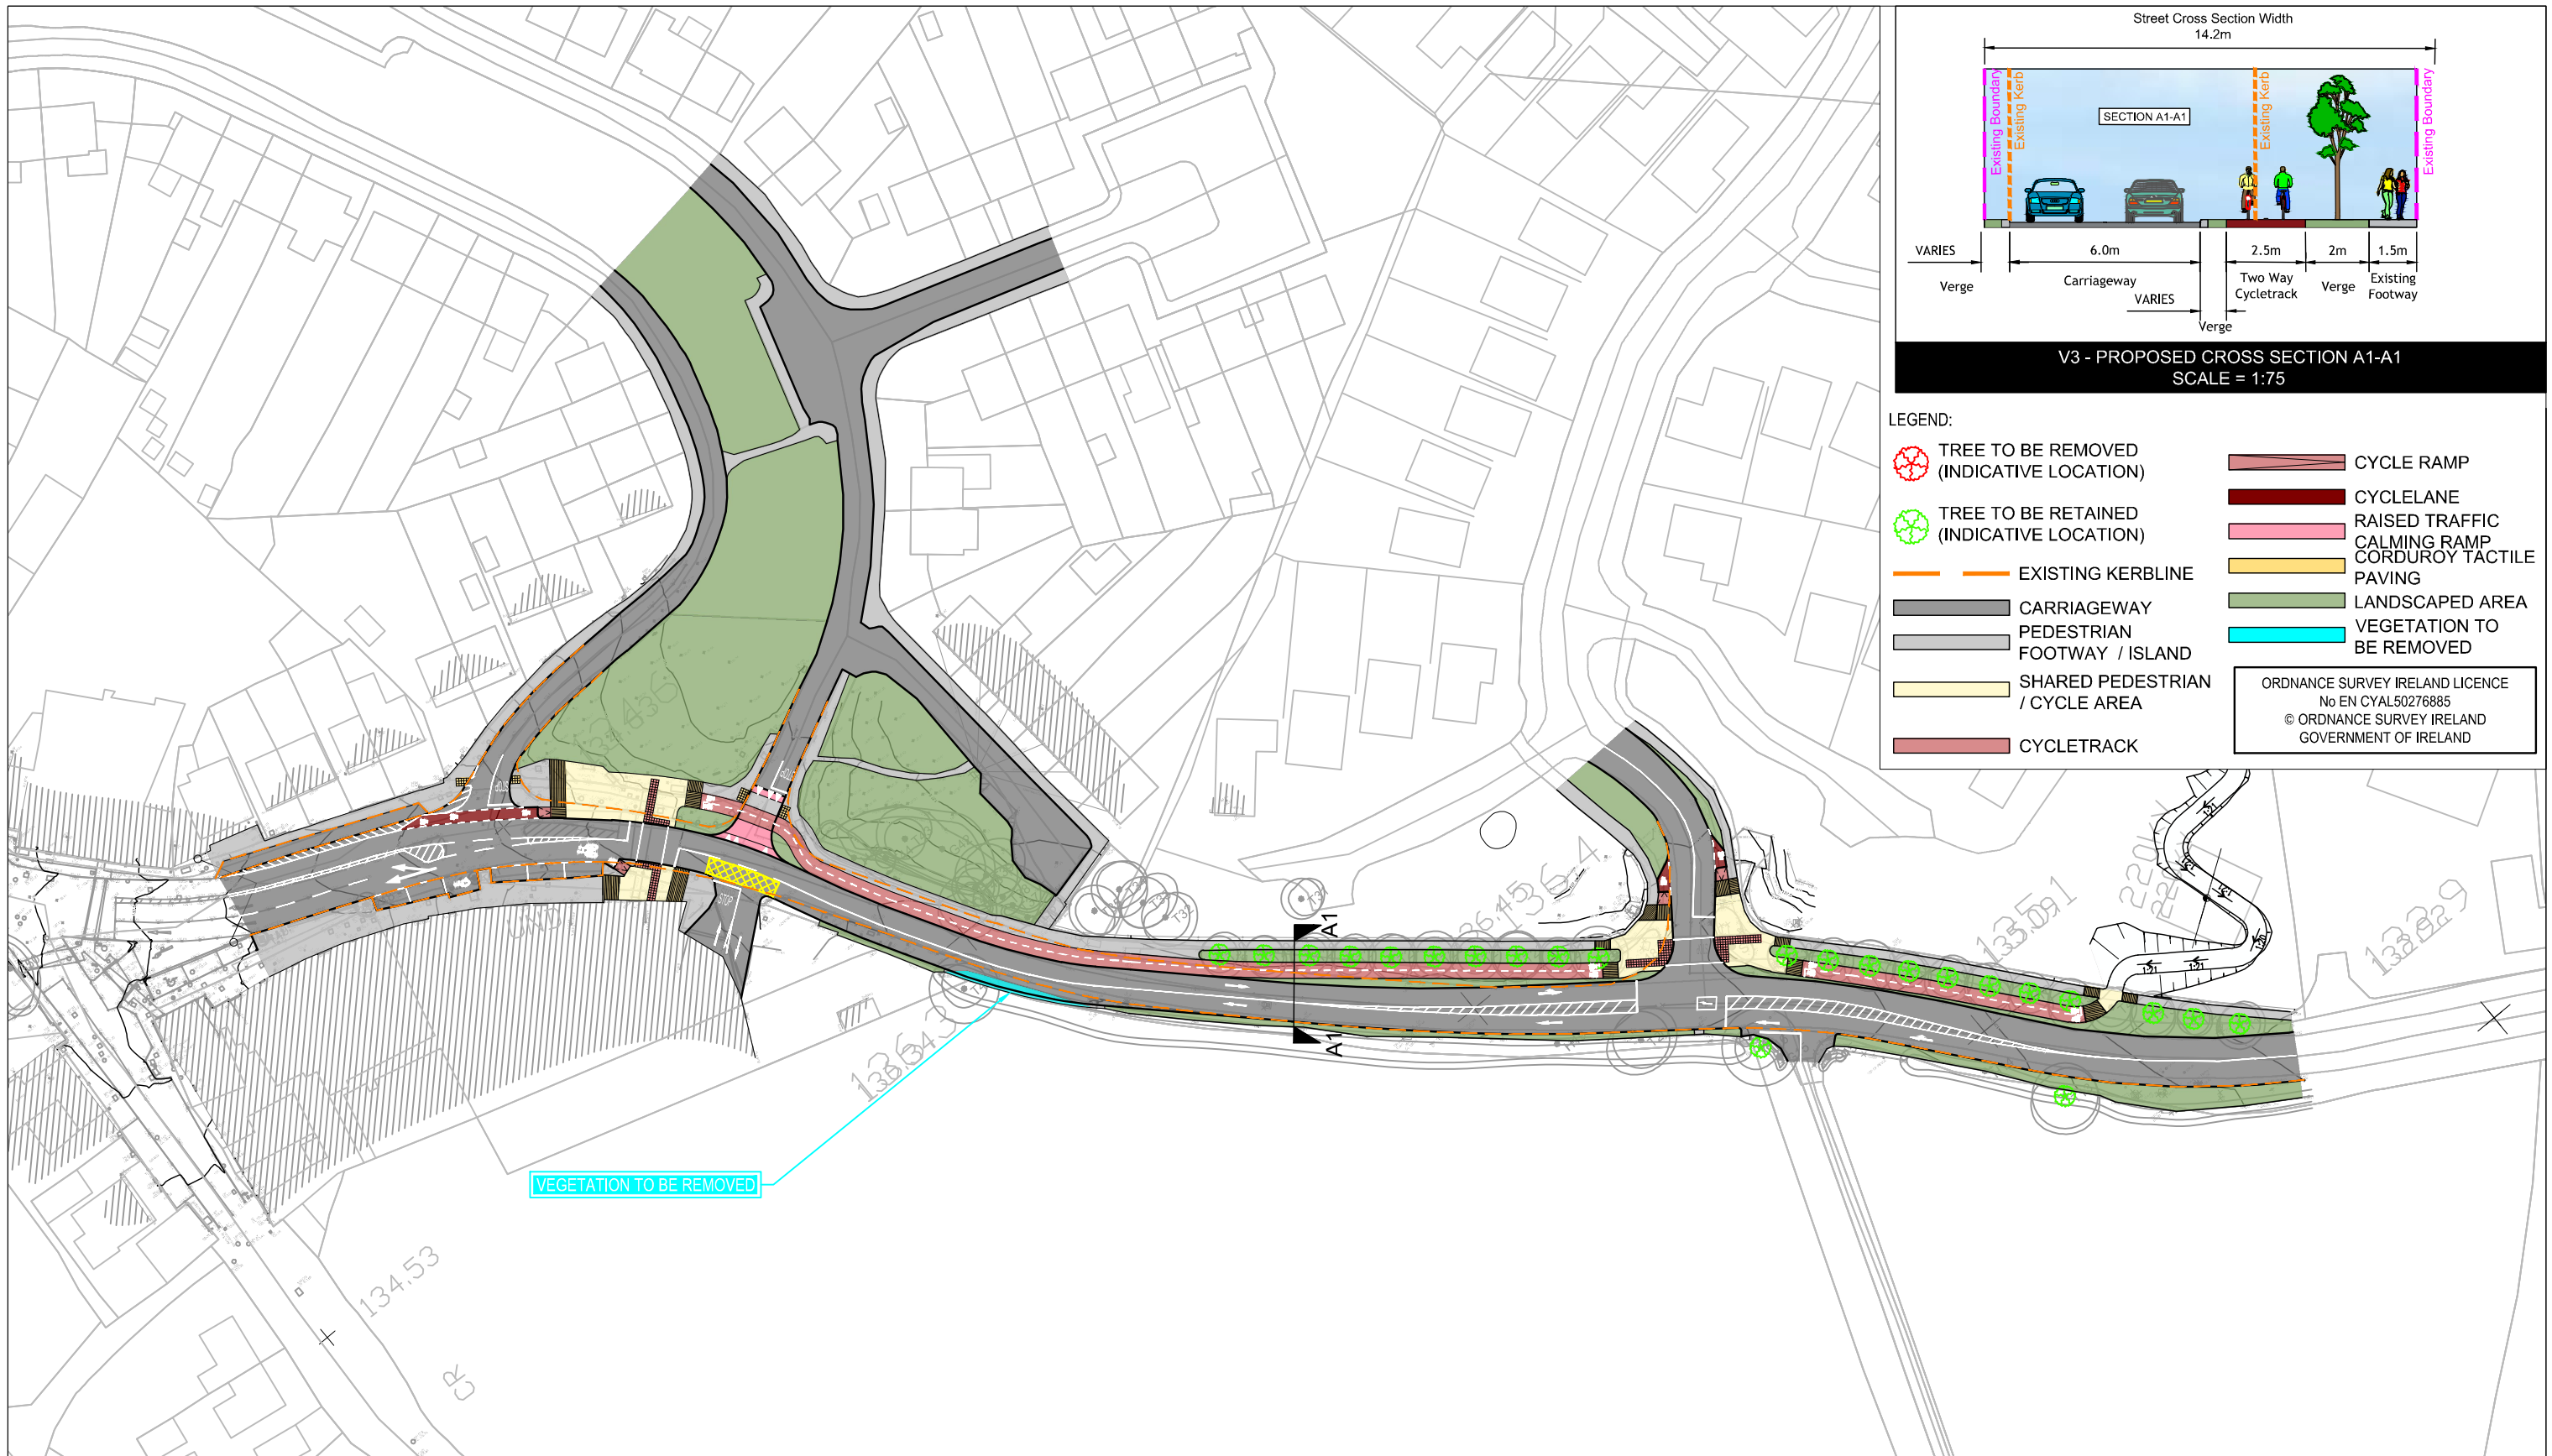 Street Cross Section Width
14.2m
Existing Boundary
Existing Kerb
SECTION A1-A1
Existing Kerb
Existing Boundary
VARIES
6.0m
2.5m
2m
1.5m
Verge
Carriageway
Two Way
Cycletrack
Verge
Existing
Footway
VARIES
Verge
V3 - PROPOSED CROSS SECTION A1-A1
SCALE = 1:75
LEGEND:
TREE TO BE REMOVED
(INDICATIVE LOCATION)
TREE TO BE RETAINED
(INDICATIVE LOCATION)
EXISTING KERBLINE
CARRIAGEWAY
PEDESTRIAN
FOOTWAY / ISLAND
SHARED PEDESTRIAN
/ CYCLE AREA
CYCLETRACK
CYCLE RAMP
CYCLELANE
RAISED TRAFFIC
CALMING RAMP
CORDUROY TACTILE
PAVING
LANDSCAPED AREA
VEGETATION TO
BE REMOVED
ORDNANCE SURVEY IRELAND LICENCE
No EN CYAL50276885
© ORDNANCE SURVEY IRELAND
GOVERNMENT OF IRELAND
STOP
STOP
STOP
UND
A1
A1
VEGETATION TO BE REMOVED
134.53
CR